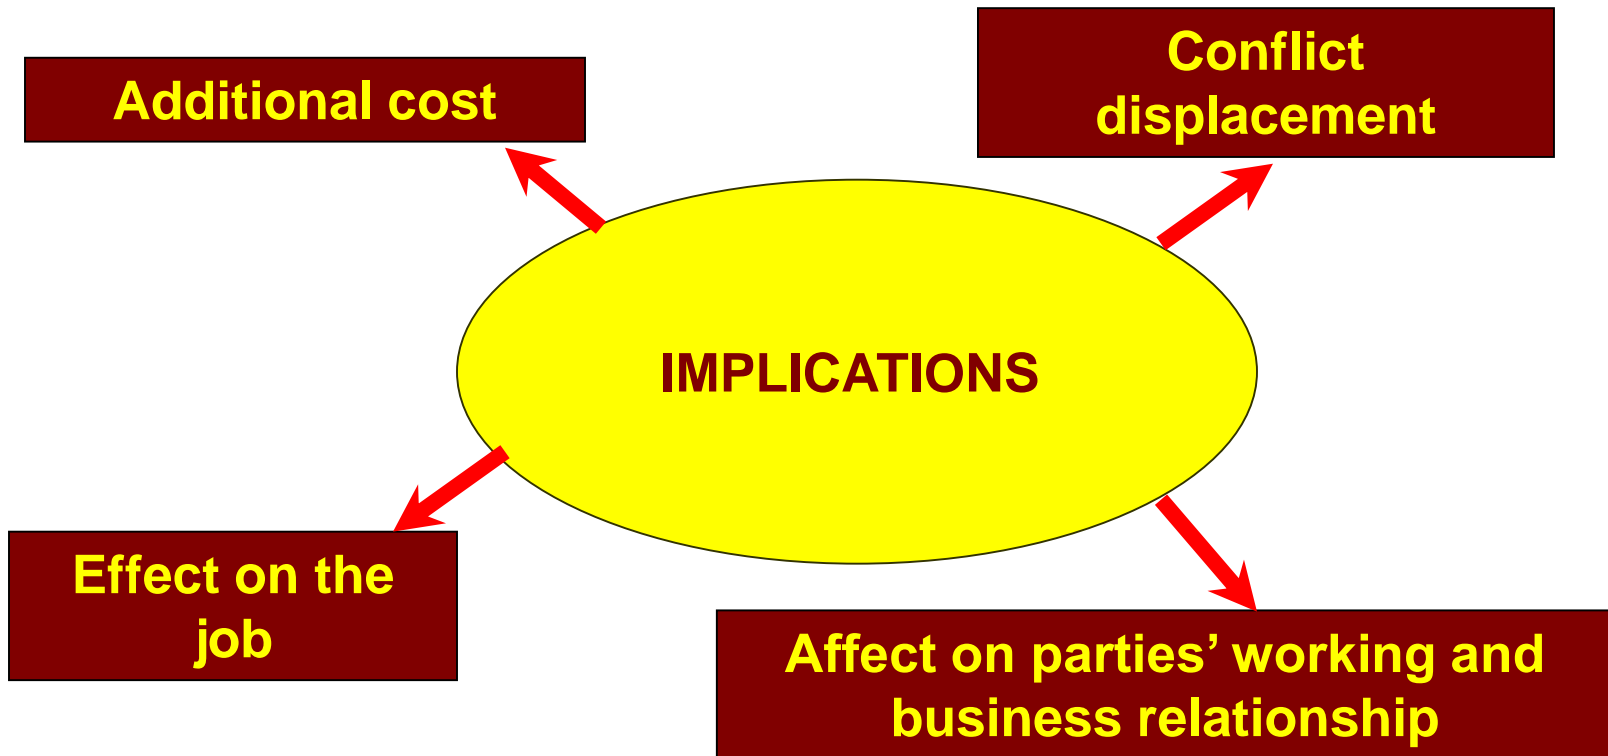 Additional cost
Conflict
displacement
IMPLICATIONS
Effect on the
job
Affect on parties’ working and
business relationship